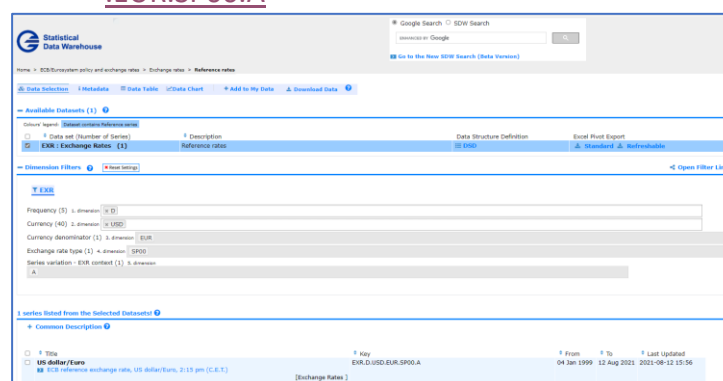 Statistical
Data Warehouse
Google Search SDW Search
ENHANCED BY Google
Go to the New SDW Search (Beta Version)
Home > ECB/Eurosystem policy and exchange rates > Exchange rates > Reference rates
Data Selection Metadata Data Table Data Chart + Add to My Data Download Data ?
− Available Datasets (1) ?
Colours' legend: Dataset contains Reference series
Data set (Number of Series) Description Data Structure Definition Excel Pivot Export
EXR : Exchange Rates (1) Reference rates DSD Standard Refreshable
− Dimension Filters ? Reset Settings Open Filter Li
EXR
Frequency (5) 1. dimension x D
Currency (40) 2. dimension x USD
Currency denominator (1) 3. dimension EUR
Exchange rate type (1) 4. dimension SP00
Series variation - EXR context (1) 5. dimension
A
1 series listed from the Selected Datasets! ?
+ Common Description ?
Title Key From To Last Updated
US dollar/Euro EXR.D.USD.EUR.SP00.A 04 Jan 1999 12 Aug 2021 2021-08-12 15:56
ECB reference exchange rate, US dollar/Euro, 2:15 pm (C.E.T.)
[Exchange Rates ]